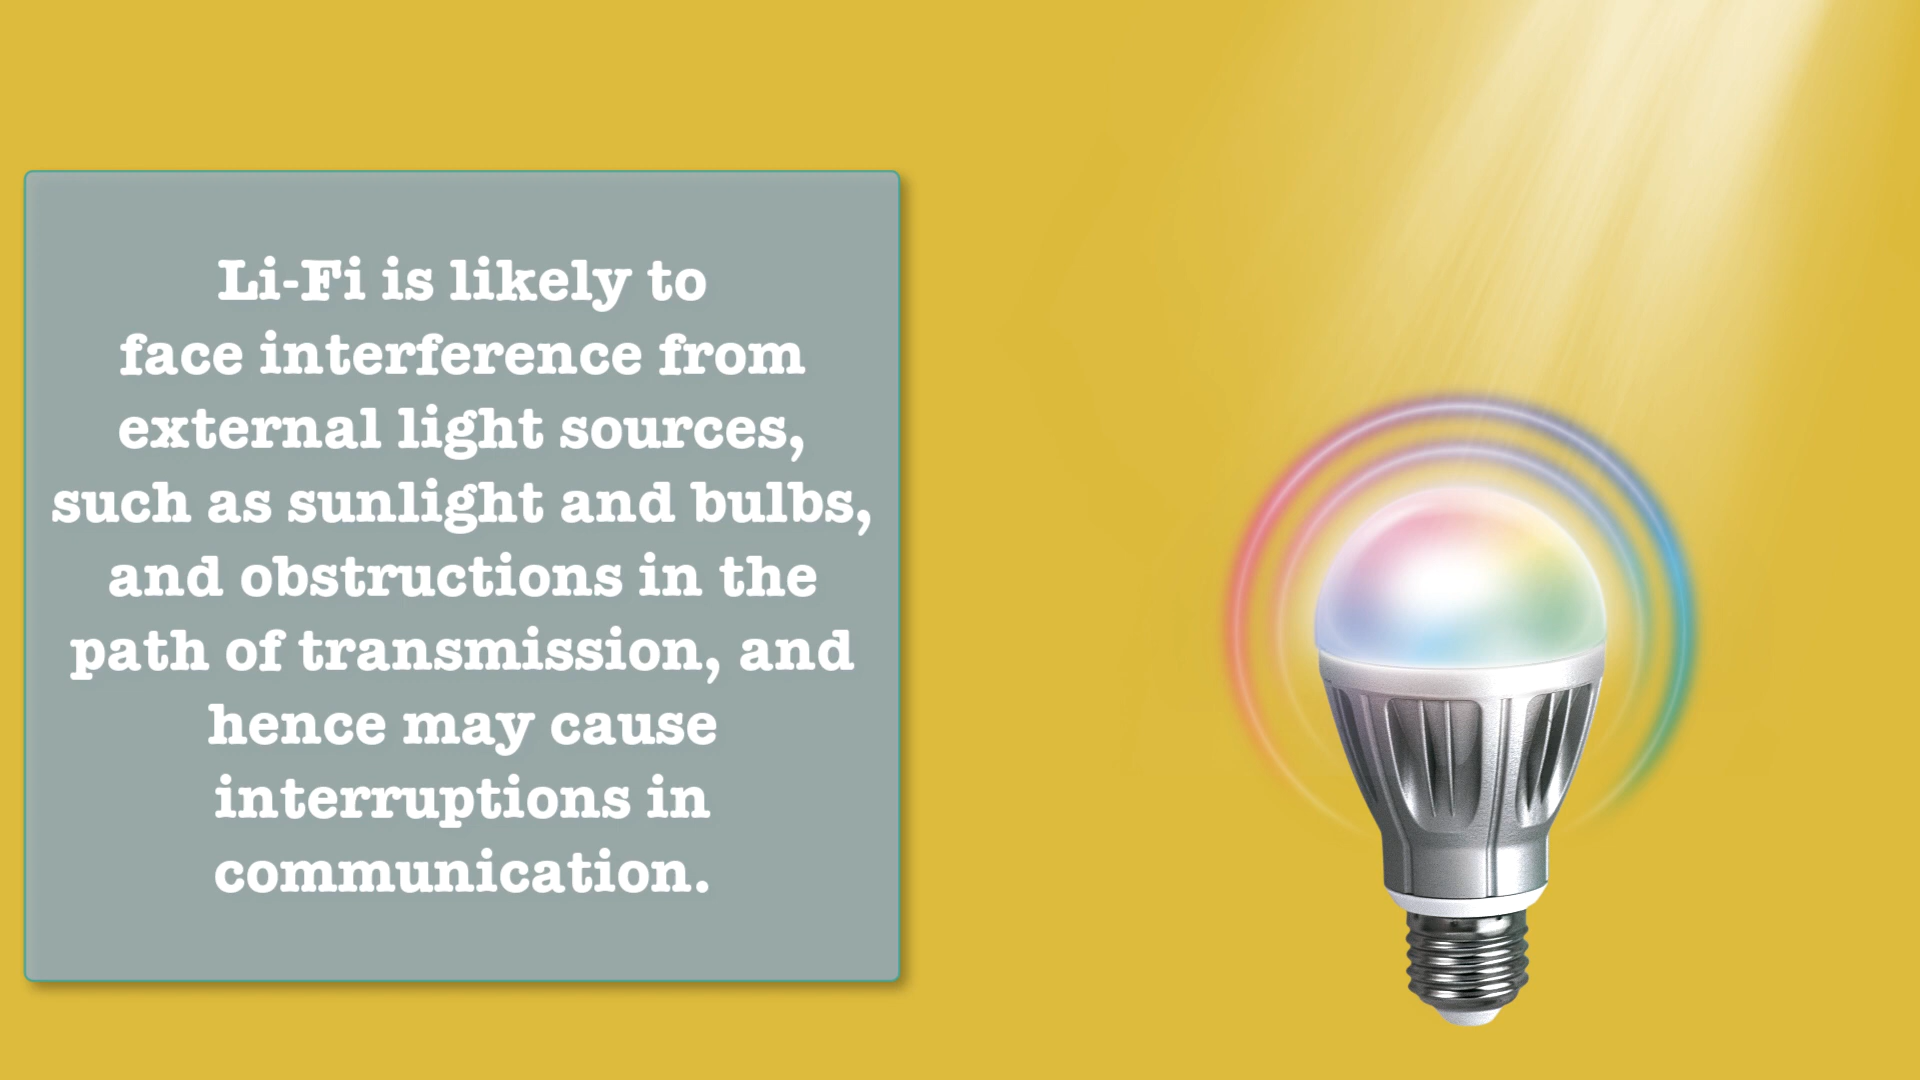 Li-Fi is likely to
face interference from
external light sources,
such as sunlight and bulbs,
and obstructions in the
path of transmission, and
hence may cause
interruptions in
communication.